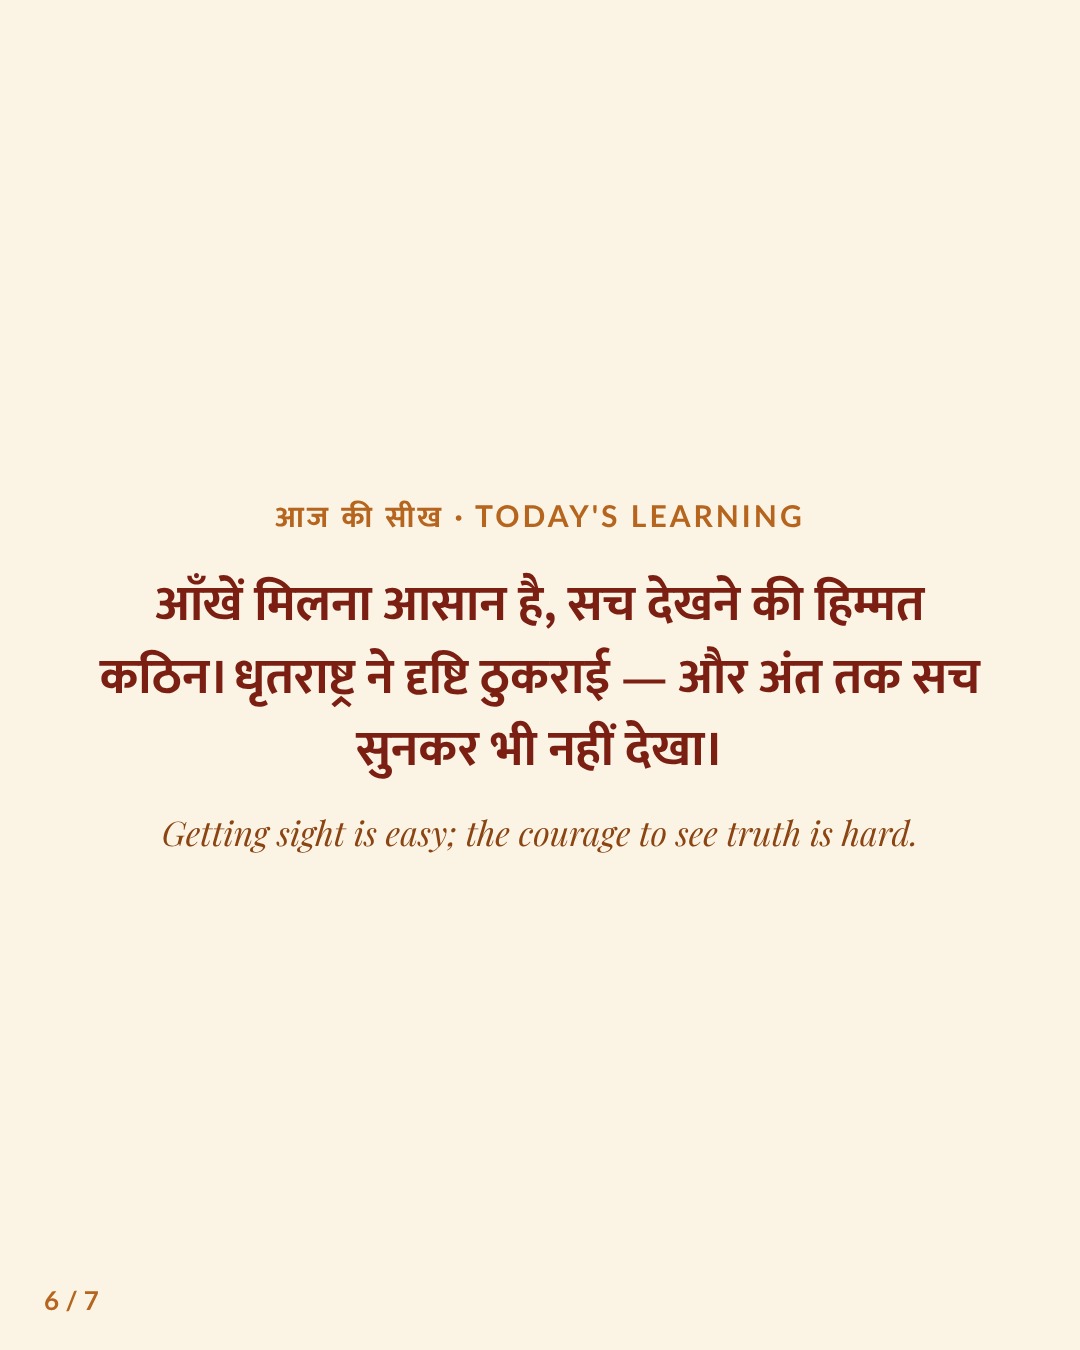 आज की सीख · TODAY'S LEARNING
आँखें मिलना आसान है, सच देखने की हिम्मत
कठिन। धृतराष्ट्र ने दृष्टि ठुकराई — और अंत तक सच
सुनकर भी नहीं देखा।
Getting sight is easy; the courage to see truth is hard.
6 / 7